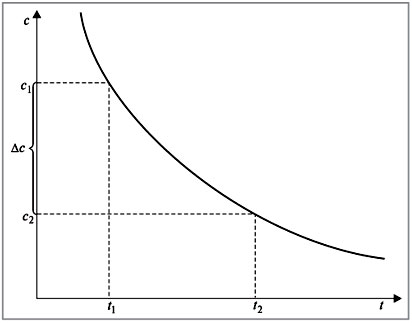 c
c₁
Δc
c₂
t₁ t₂ t